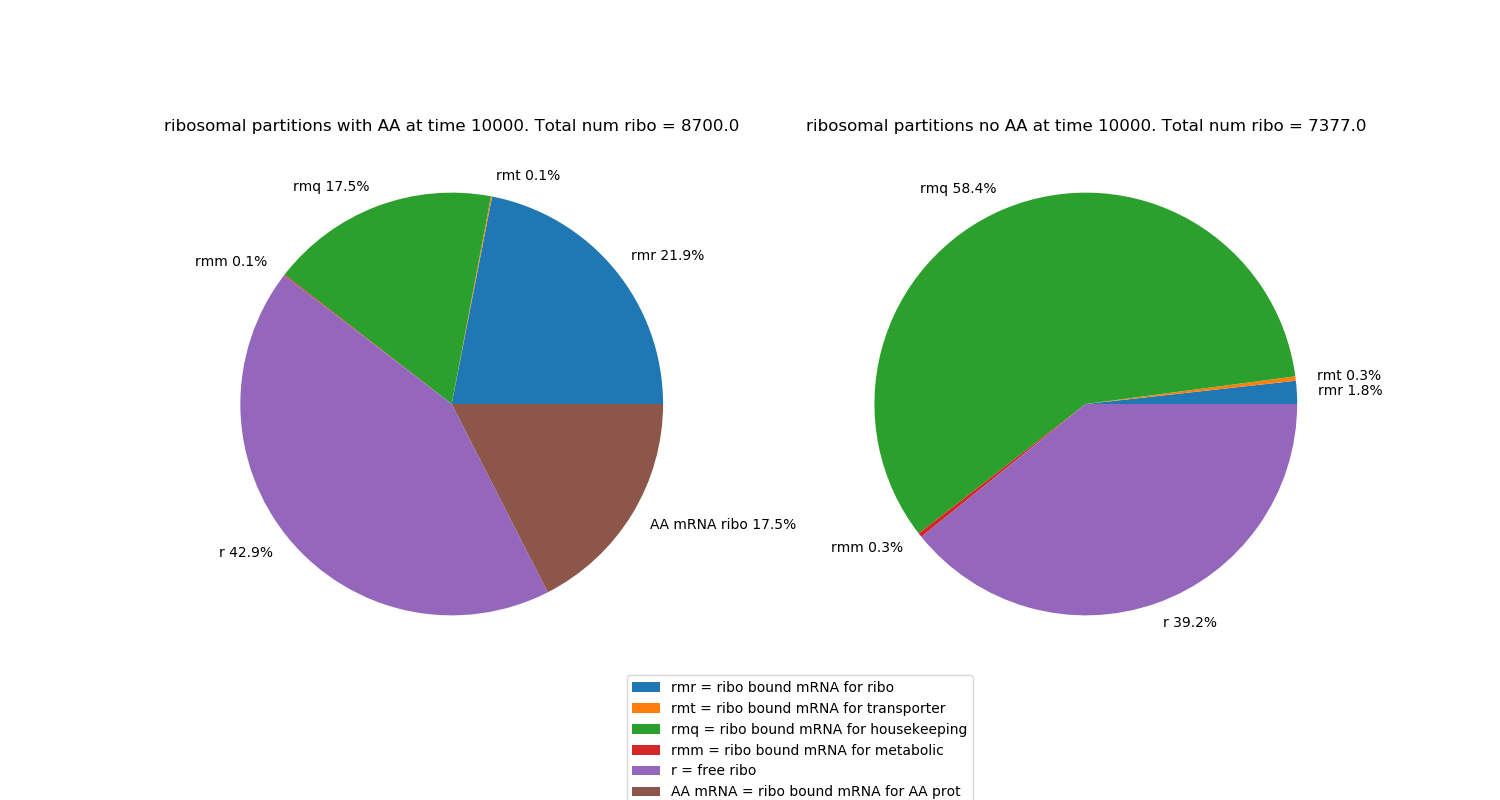 ribosomal partitions with AA at time 10000. Total num ribo = 8700.0
rmt 0.1%
rmq 17.5%
rmr 21.9%
rmm 0.1%
AA mRNA ribo 17.5%
r 42.9%
ribosomal partitions no AA at time 10000. Total num ribo = 7377.0
rmq 58.4%
rmt 0.3%
rmr 1.8%
rmm 0.3%
r 39.2%
rmr = ribo bound mRNA for ribo
rmt = ribo bound mRNA for transporter
rmq = ribo bound mRNA for housekeeping
rmm = ribo bound mRNA for metabolic
r = free ribo
AA mRNA = ribo bound mRNA for AA prot